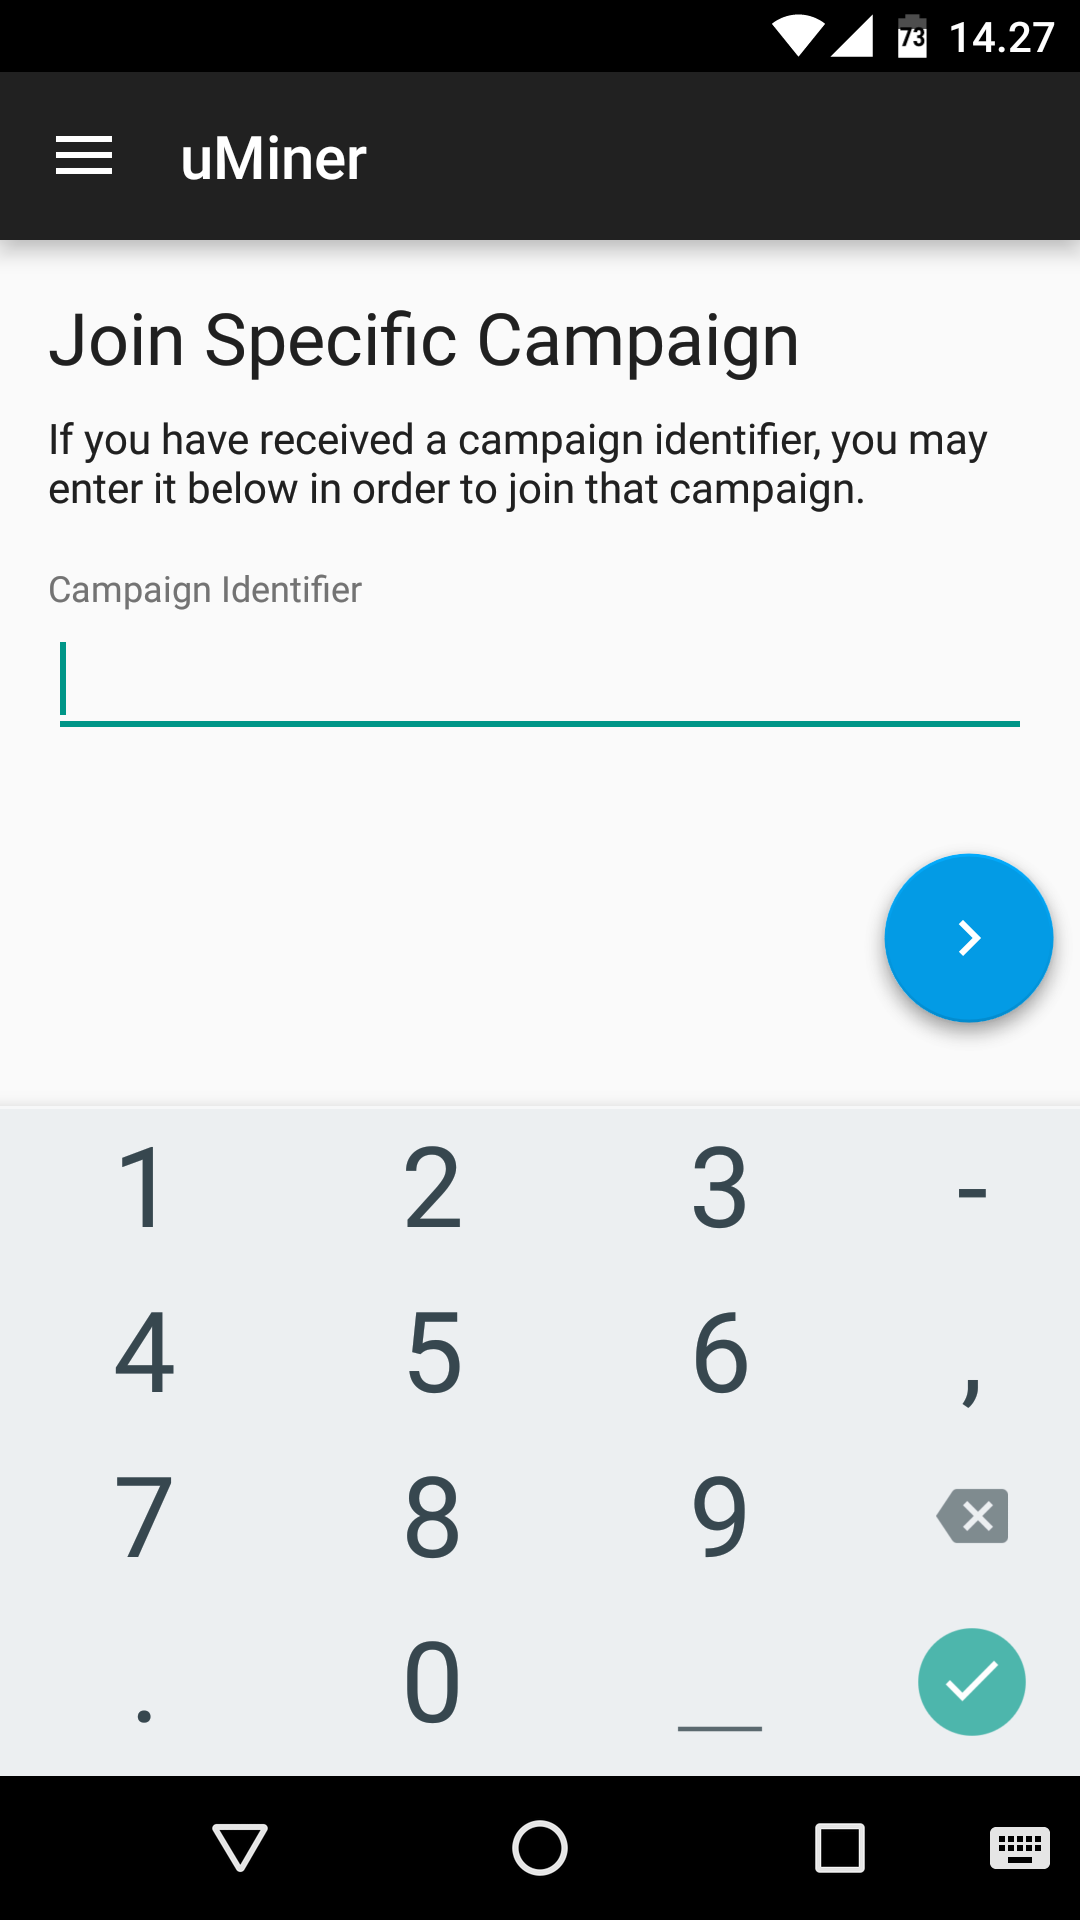 73 14.27
uMiner
Join Specific Campaign
If you have received a campaign identifier, you may
enter it below in order to join that campaign.
Campaign Identifier
1 2 3 -
4 5 6 ,
7 8 9
. 0 _